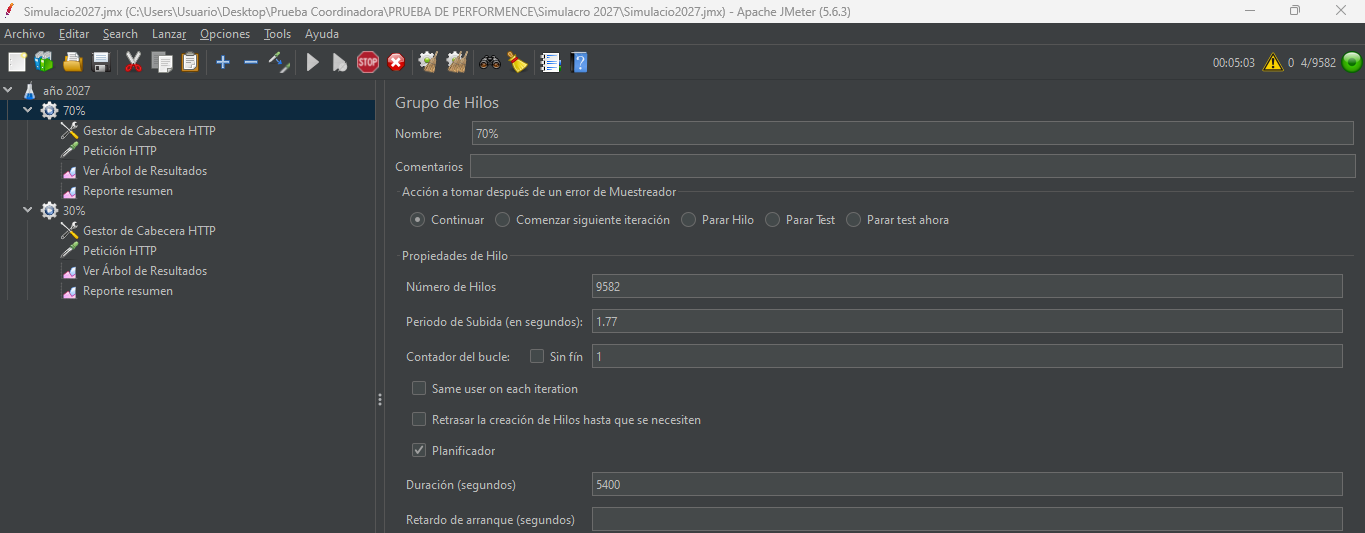 Simulacio2027.jmx (C:\Users\Usuario\Desktop\Prueba Coordinadora\PRUEBA DE PERFORMENCE\Simulacro 2027\Simulacio2027.jmx) - Apache JMeter (5.6.3)
Archivo Editar Search Lanzar Opciones Tools Ayuda
STOP 00:05:03 0 4/9582
año 2027
70%
Gestor de Cabecera HTTP
Petición HTTP
Ver Árbol de Resultados
Reporte resumen
30%
Gestor de Cabecera HTTP
Petición HTTP
Ver Árbol de Resultados
Reporte resumen
Grupo de Hilos
Nombre: 70%
Comentarios
Acción a tomar después de un error de Muestreador
Continuar Comenzar siguiente iteración Parar Hilo Parar Test Parar test ahora
Propiedades de Hilo
Número de Hilos 9582
Periodo de Subida (en segundos): 1.77
Contador del bucle: Sin fín 1
Same user on each iteration
Retrasar la creación de Hilos hasta que se necesiten
Planificador
Duración (segundos) 5400
Retardo de arranque (segundos)